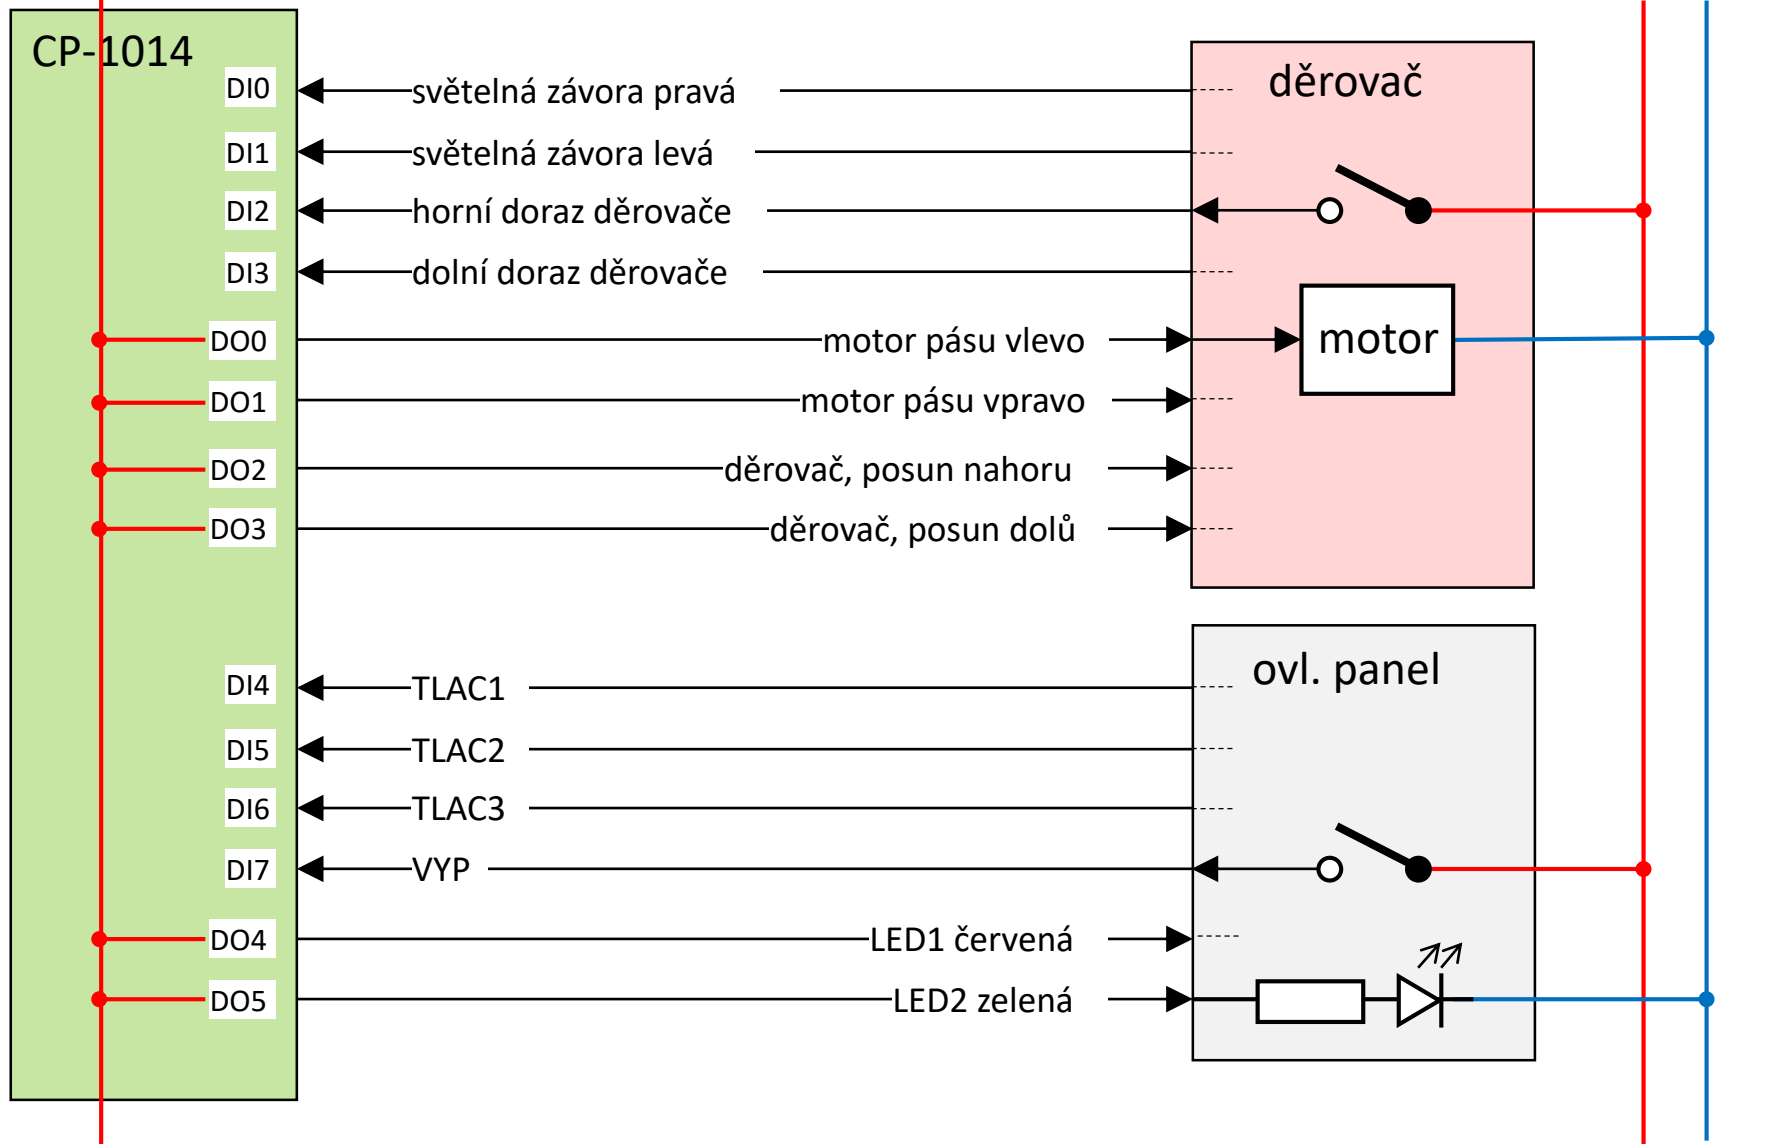 CP-1014
děrovač
DI0 světelná závora pravá
DI1 světelná závora levá
DI2 horní doraz děrovače
DI3 dolní doraz děrovače
DO0 motor pásu vlevo motor
DO1 motor pásu vpravo
DO2 děrovač, posun nahoru
DO3 děrovač, posun dolů
ovl. panel
DI4 TLAC1
DI5 TLAC2
DI6 TLAC3
DI7 VYP
DO4 LED1 červená
DO5 LED2 zelená